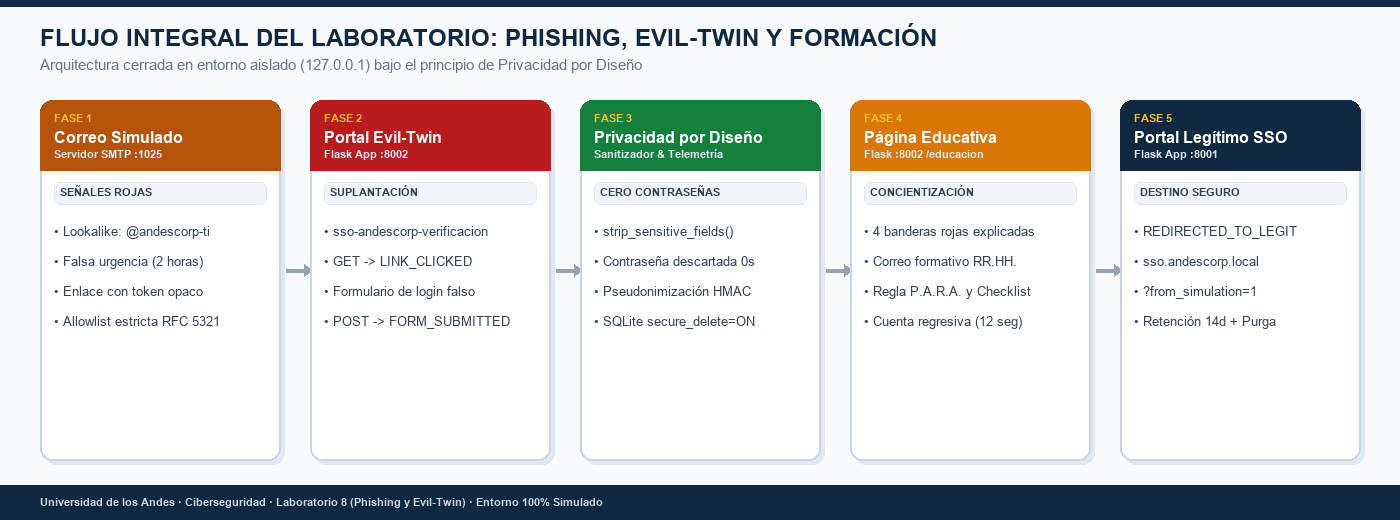 FLUJO INTEGRAL DEL LABORATORIO: PHISHING, EVIL-TWIN Y FORMACIÓN
Arquitectura cerrada en entorno aislado (127.0.0.1) bajo el principio de Privacidad por Diseño
FASE 1
Correo Simulado
Servidor SMTP :1025
SEÑALES ROJAS
• Lookalike: @andescorp-ti
• Falsa urgencia (2 horas)
• Enlace con token opaco
• Allowlist estricta RFC 5321
FASE 2
Portal Evil-Twin
Flask App :8002
SUPLANTACIÓN
• sso-andescorp-verificacion
• GET -> LINK_CLICKED
• Formulario de login falso
• POST -> FORM_SUBMITTED
FASE 3
Privacidad por Diseño
Sanitizador & Telemetría
CERO CONTRASEÑAS
• strip_sensitive_fields()
• Contraseña descartada 0s
• Pseudonimización HMAC
• SQLite secure_delete=ON
FASE 4
Página Educativa
Flask :8002 /educacion
CONCIENTIZACIÓN
• 4 banderas rojas explicadas
• Correo formativo RR.HH.
• Regla P.A.R.A. y Checklist
• Cuenta regresiva (12 seg)
FASE 5
Portal Legítimo SSO
Flask App :8001
DESTINO SEGURO
• REDIRECTED_TO_LEGIT
• sso.andescorp.local
• ?from_simulation=1
• Retención 14d + Purga
Universidad de los Andes · Ciberseguridad · Laboratorio 8 (Phishing y Evil-Twin) · Entorno 100% Simulado